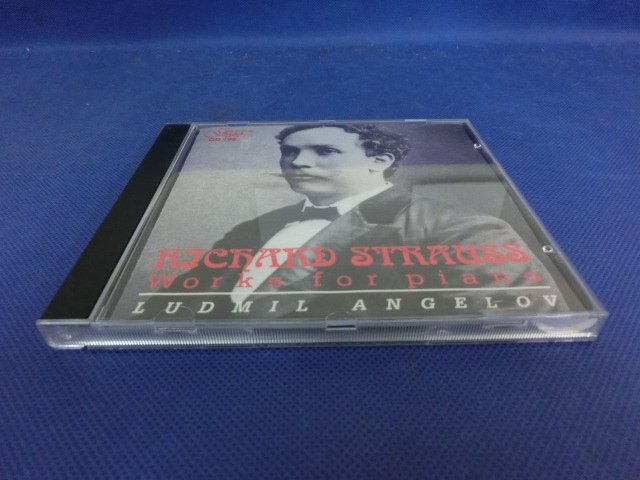 RICHARD STRAUSS
Works for piano
LUDMIL ANGELOV